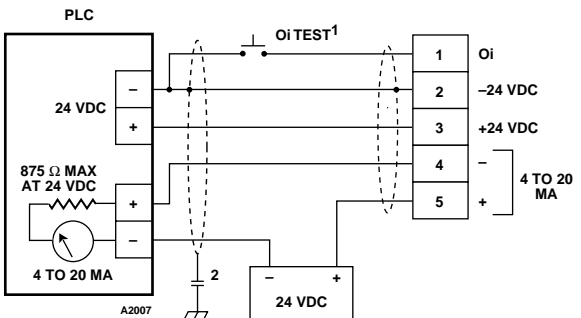 PLC
Oi TEST1
1 Oi
− 2 −24 VDC
24 VDC
+ 3 +24 VDC
875 Ω MAX
AT 24 VDC
4 −
+ 4 TO 20
MA
5 +
−
4 TO 20 MA
2
− +
24 VDC
A2007